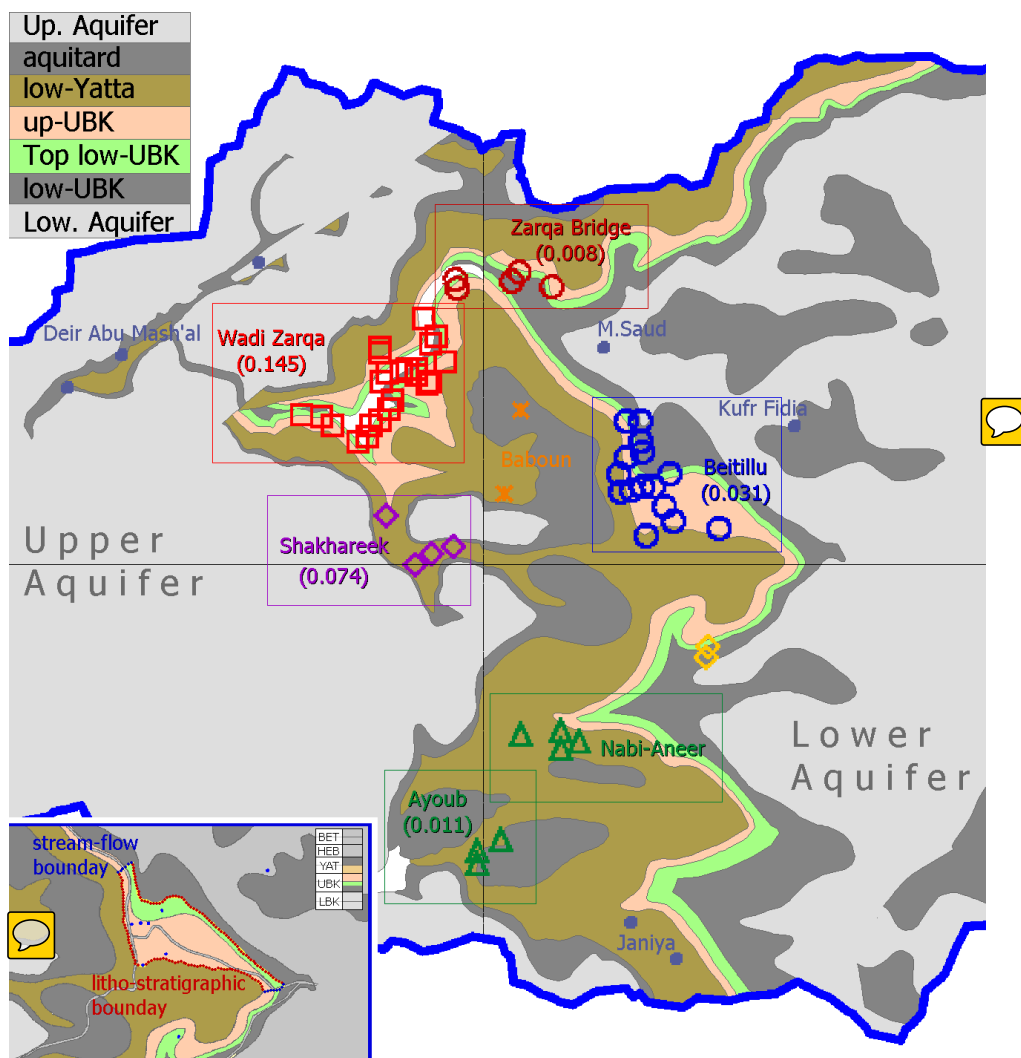 Up. Aquifer
aquitard
low-Yatta
up-UBK
Top low-UBK
low-UBK
Low. Aquifer
Zarqa Bridge
(0.008)
Deir Abu Mash'al
Wadi Zarqa
(0.145)
M.Saud
Kufr Fidia
Baboun
Beitillu
(0.031)
Upper
Aquifer
Shakhareek
(0.074)
Nabi-Aneer
Lower
Aquifer
Ayoub
(0.011)
Janiya
stream-flow
bounday
BET
HEB
YAT
UBK
LBK
litho-stratigraphic
bounday